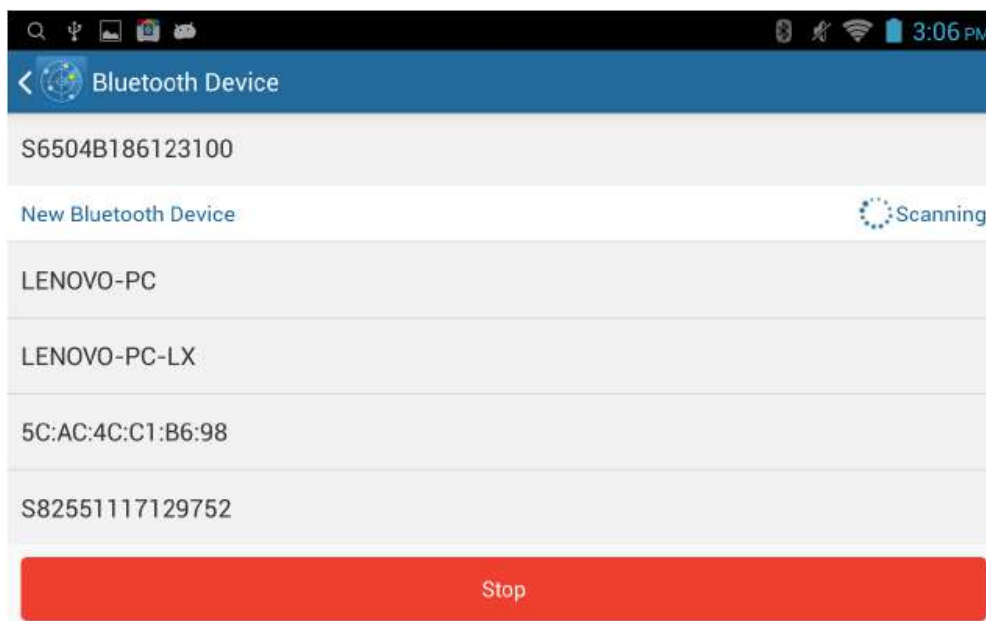 3:06 PM
Bluetooth Device
S6504B186123100
New Bluetooth Device Scanning
LENOVO-PC
LENOVO-PC-LX
5C:AC:4C:C1:B6:98
S82551117129752
Stop